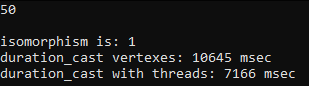 50
isomorphism is: 1
duration_cast vertexes: 10645 msec
duration_cast with threads: 7166 msec